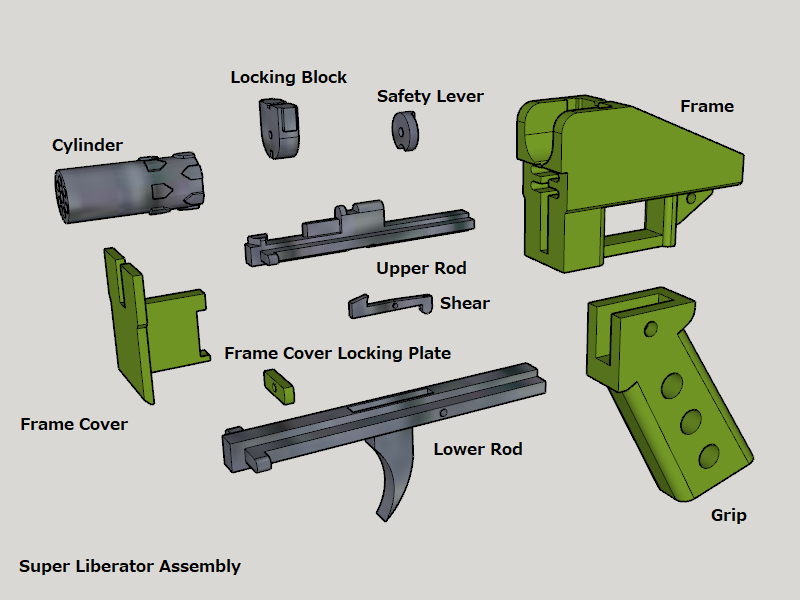 Locking Block
Safety Lever
Frame
Cylinder
Upper Rod
Shear
Frame Cover Locking Plate
Frame Cover
Lower Rod
Grip
Super Liberator Assembly